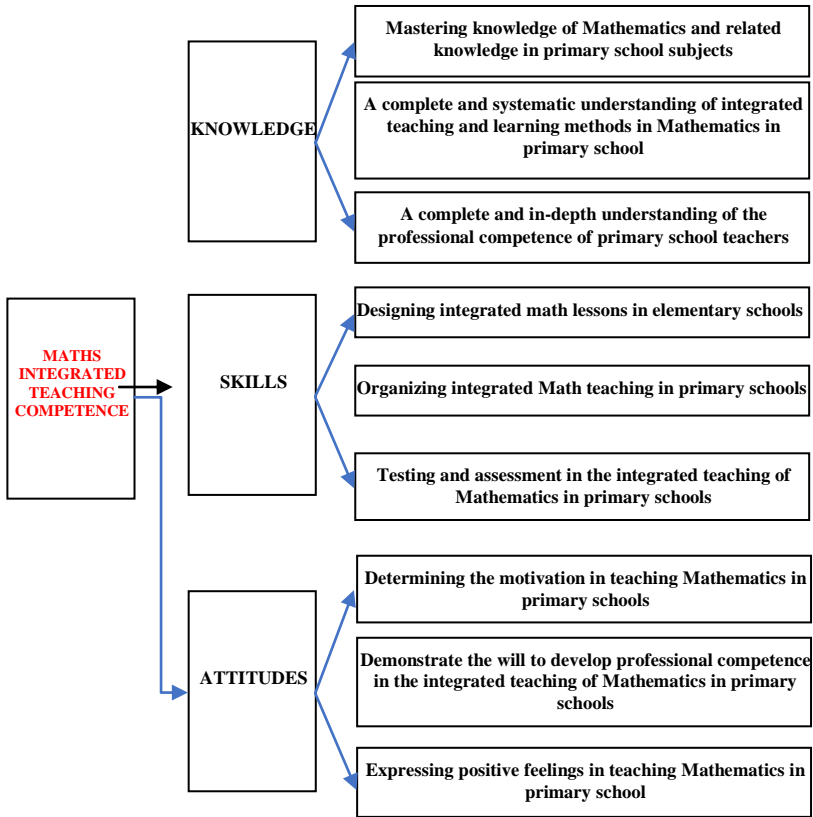 MATHS
INTEGRATED
TEACHING
COMPETENCE
KNOWLEDGE
Mastering knowledge of Mathematics and related
knowledge in primary school subjects
A complete and systematic understanding of integrated
teaching and learning methods in Mathematics in
primary school
A complete and in-depth understanding of the
professional competence of primary school teachers
SKILLS
Designing integrated math lessons in elementary schools
Organizing integrated Math teaching in primary schools
Testing and assessment in the integrated teaching of
Mathematics in primary schools
ATTITUDES
Determining the motivation in teaching Mathematics in
primary schools
Demonstrate the will to develop professional competence
in the integrated teaching of Mathematics in primary
schools
Expressing positive feelings in teaching Mathematics in
primary school